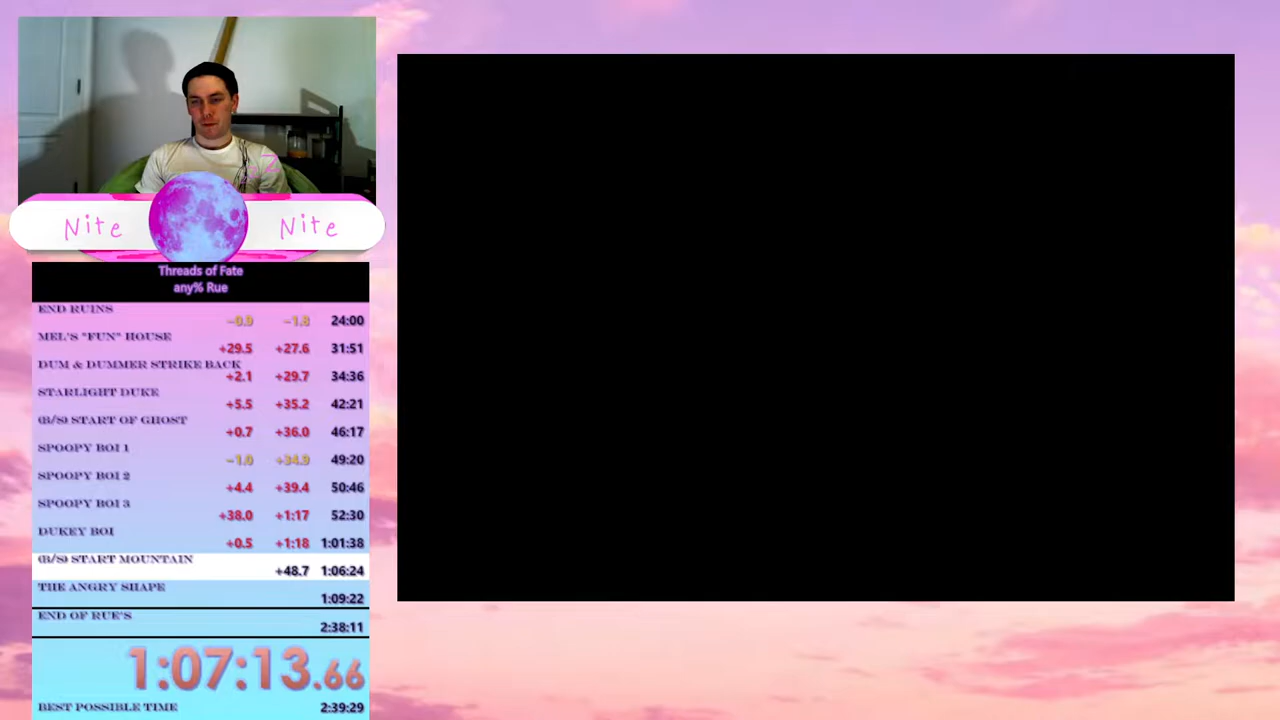 Z
Nite Nite
Threads of Fate
any% Rue
END RUINS
−0.9 −1.8 24:00
MEL'S "FUN" HOUSE
+29.5 +27.6 31:51
DUM & DUMMER STRIKE BACK
+2.1 +29.7 34:36
STARLIGHT DUKE
+5.5 +35.2 42:21
(B/S) START OF GHOST
+0.7 +36.0 46:17
SPOOPY BOI 1
−1.0 +34.9 49:20
SPOOPY BOI 2
+4.4 +39.4 50:46
SPOOPY BOI 3
+38.0 +1:17 52:30
DUKEY BOI
+0.5 +1:18 1:01:38
(B/S) START MOUNTAIN
+48.7 1:06:24
THE ANGRY SHAPE
1:09:22
END OF RUE'S
2:38:11
1:07:13.66
BEST POSSIBLE TIME 2:39:29